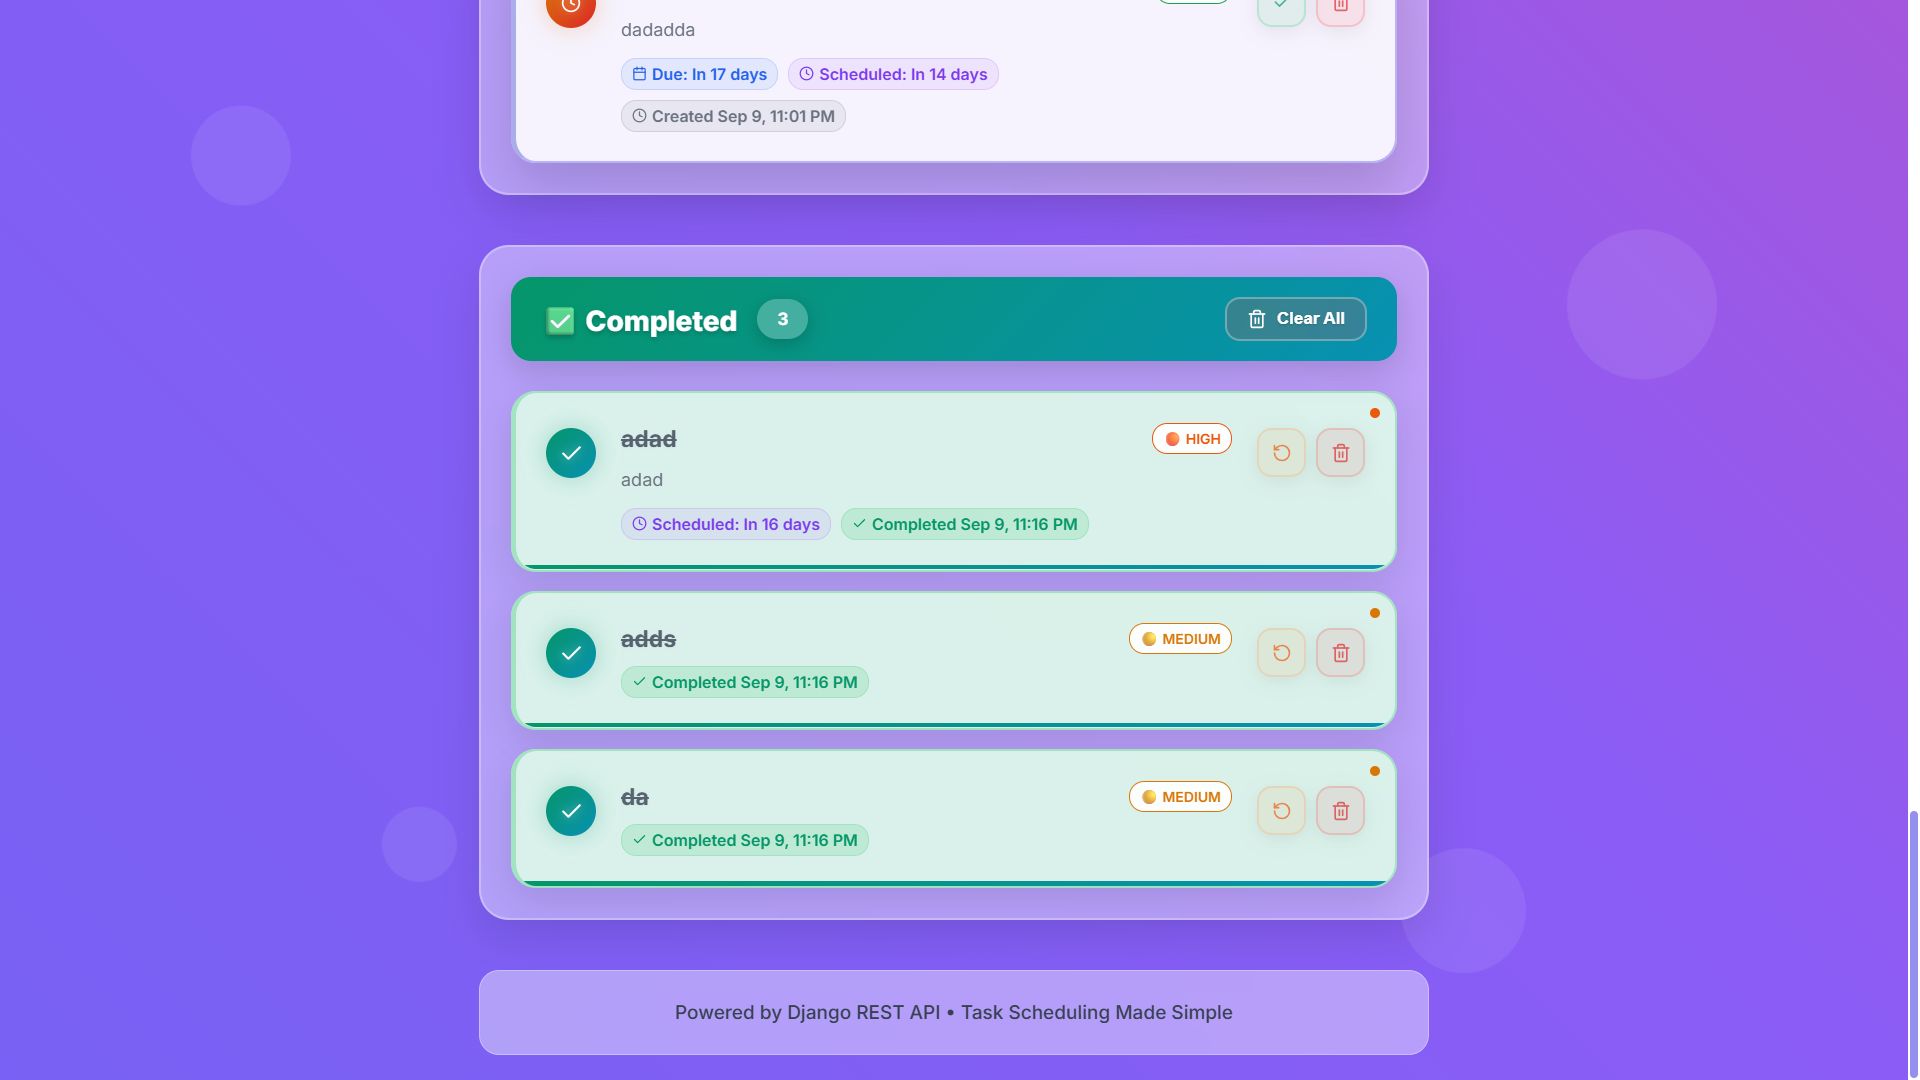 dadadda
Due: In 17 days Scheduled: In 14 days
Created Sep 9, 11:01 PM
Completed 3 Clear All
adad HIGH
adad
Scheduled: In 16 days Completed Sep 9, 11:16 PM
adds MEDIUM
Completed Sep 9, 11:16 PM
da MEDIUM
Completed Sep 9, 11:16 PM
Powered by Django REST API • Task Scheduling Made Simple